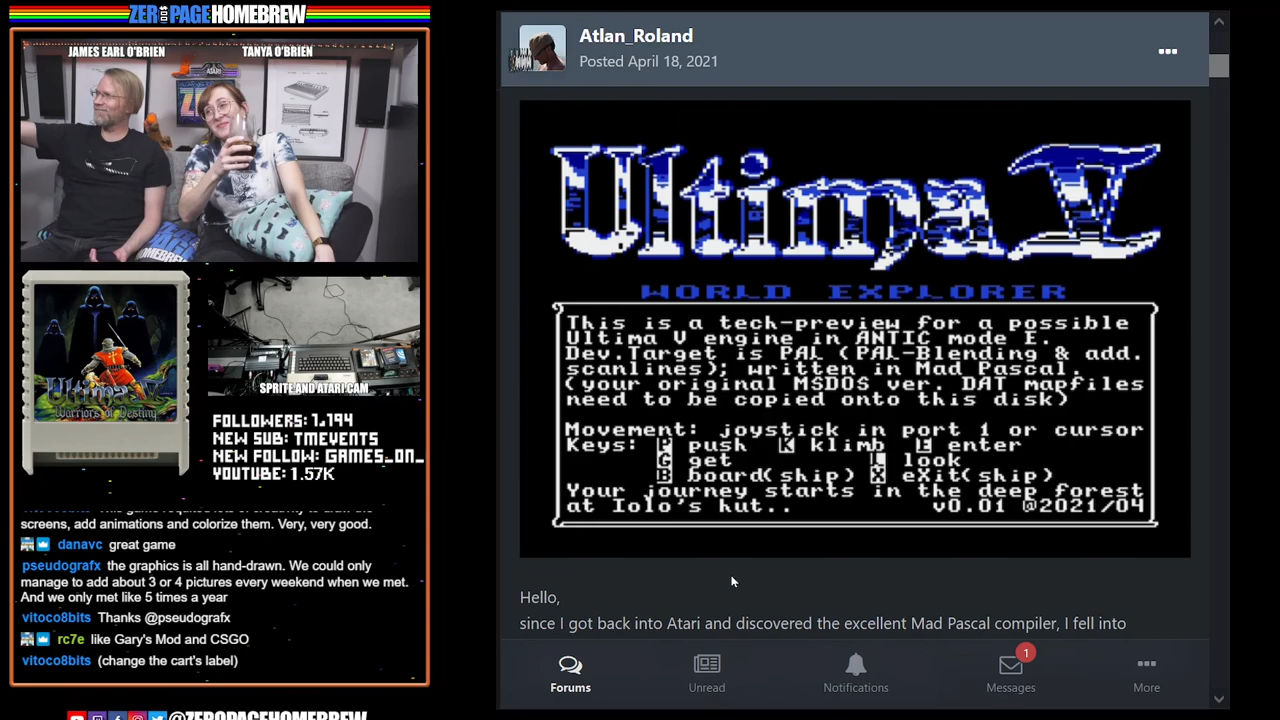 ZERO PAGE HOMEBREW
JAMES EARL O'BRIEN
TANYA O'BRIEN
ATARI
Ultima V
Warriors of Destiny
SPRITE AND ATARI CAM
FOLLOWERS: 1,194
NEW SUB: TMEVENTS
NEW FOLLOW: GAMES_ON_
YOUTUBE: 1.57K
screens, add animations and colorize them. Very, very good.
danavc great game
pseudografx the graphics is all hand-drawn. We could only
manage to add about 3 or 4 pictures every weekend when we met.
And we only met like 5 times a year
vitoco8bits Thanks @pseudografx
rc7e like Gary's Mod and CSGO
vitoco8bits (change the cart's label)
@ZEROPAGEHOMEBREW
Atlan_Roland
Posted April 18, 2021
Ultima V
WORLD EXPLORER
This is a tech-preview for a possible
Ultima V engine in ANTIC mode E.
Dev.Target is PAL (PAL-Blending & add.
scanlines); written in Mad Pascal.
(your original MSDOS ver. DAT mapfiles
need to be copied onto this disk)
Movement: joystick in port 1 or cursor
Keys: P push K klimb E enter
G get L look
B board(ship) X eXit(ship)
Your journey starts in the deep forest
at Iolo's hut.. v0.01 @2021/04
Hello,
since I got back into Atari and discovered the excellent Mad Pascal compiler, I fell into
Forums
Unread
Notifications
1
Messages
More